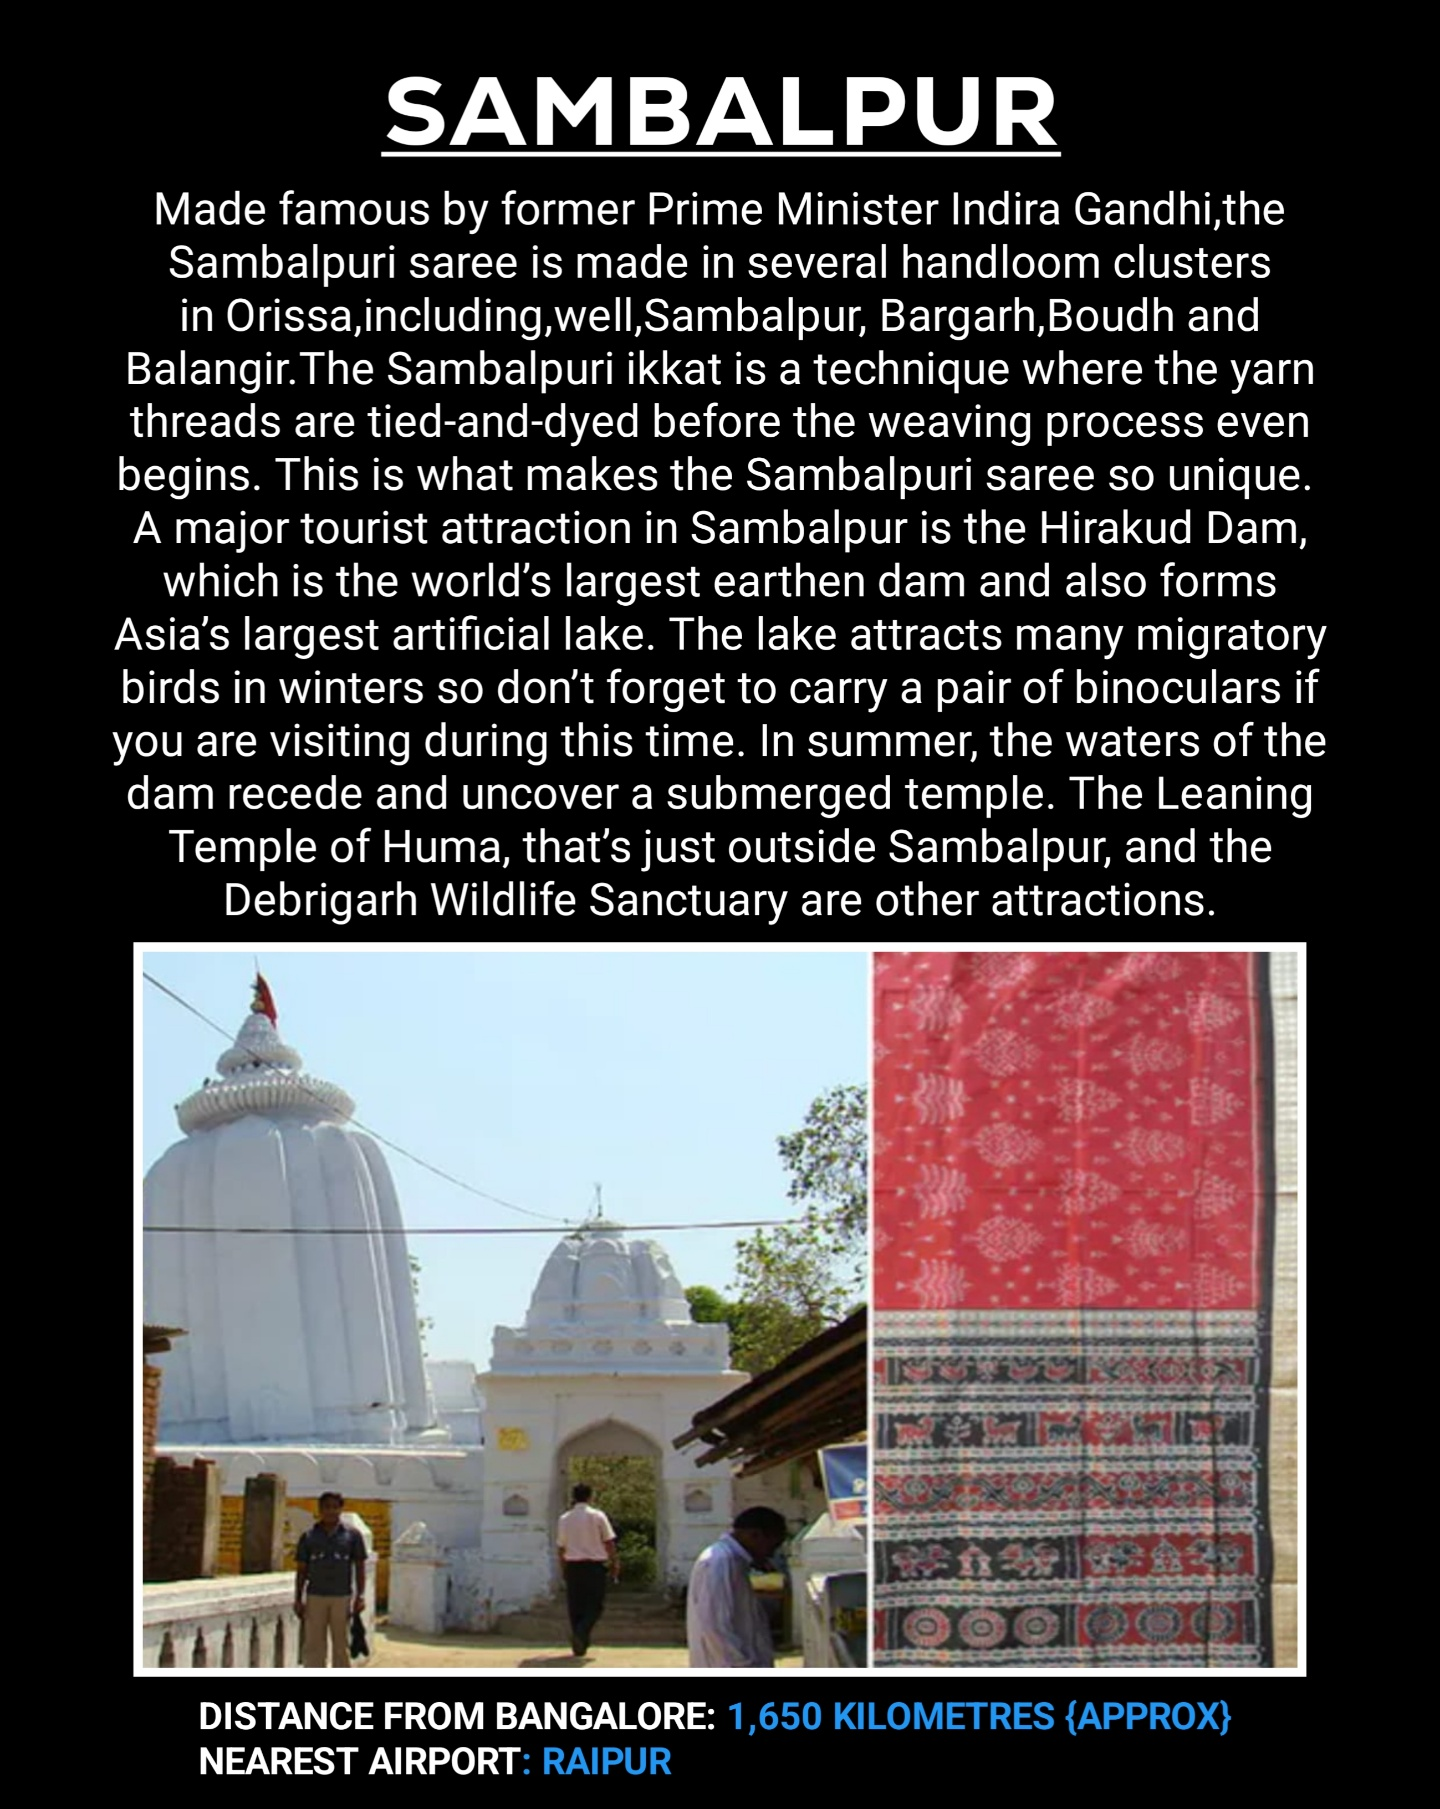 SAMBALPUR
Made famous by former Prime Minister Indira Gandhi,the
Sambalpuri saree is made in several handloom clusters
in Orissa,including,well,Sambalpur, Bargarh,Boudh and
Balangir.The Sambalpuri ikkat is a technique where the yarn
threads are tied-and-dyed before the weaving process even
begins. This is what makes the Sambalpuri saree so unique.
A major tourist attraction in Sambalpur is the Hirakud Dam,
which is the world’s largest earthen dam and also forms
Asia’s largest artificial lake. The lake attracts many migratory
birds in winters so don’t forget to carry a pair of binoculars if
you are visiting during this time. In summer, the waters of the
dam recede and uncover a submerged temple. The Leaning
Temple of Huma, that’s just outside Sambalpur, and the
Debrigarh Wildlife Sanctuary are other attractions.
DISTANCE FROM BANGALORE: 1,650 KILOMETRES {APPROX}
NEAREST AIRPORT: RAIPUR